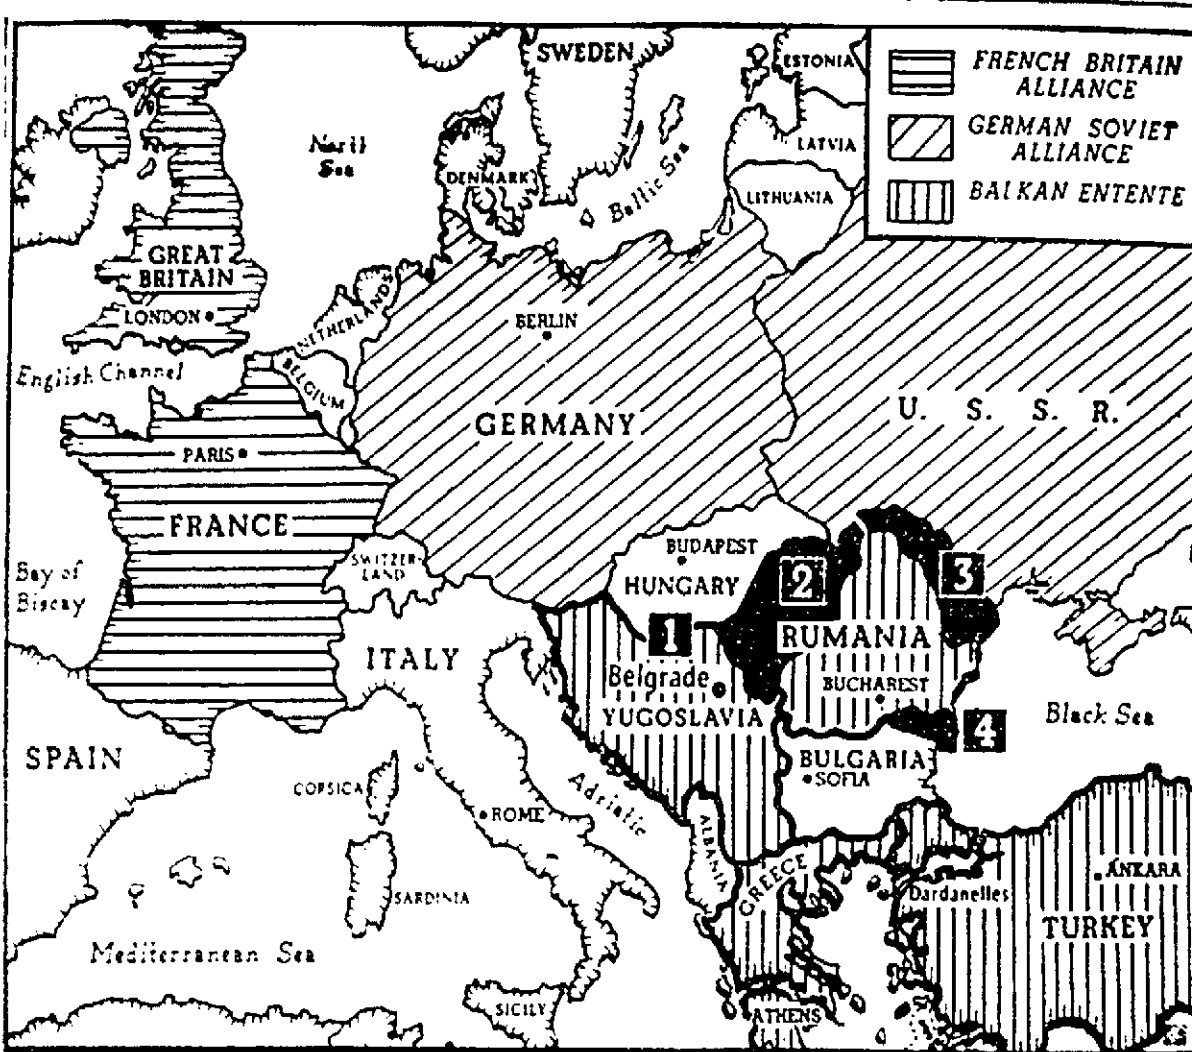 SWEDEN
ESTONIA
LATVIA
LITHUANIA
FRENCH BRITAIN
ALLIANCE
GERMAN SOVIET
ALLIANCE
BALKAN ENTENTE
Sea
DENMARK
Baltic Sea
GREAT
BRITAIN
LONDON
NETHERLANDS
BELGIUM
English Channel
BERLIN
GERMANY
U. S. S. R.
PARIS
FRANCE
SWITZER-
LAND
Bay of
Biscay
BUDAPEST
HUNGARY
1
2
3
4
RUMANIA
BUCHAREST
ITALY
Belgrade
YUGOSLAVIA
BULGARIA
SOFIA
Black Sea
SPAIN
CORSICA
Adriatic
ROME
ALBANIA
GREECE
Dardanelles
ANKARA
TURKEY
SARDINIA
Mediterranean Sea
SICILY
ATHENS